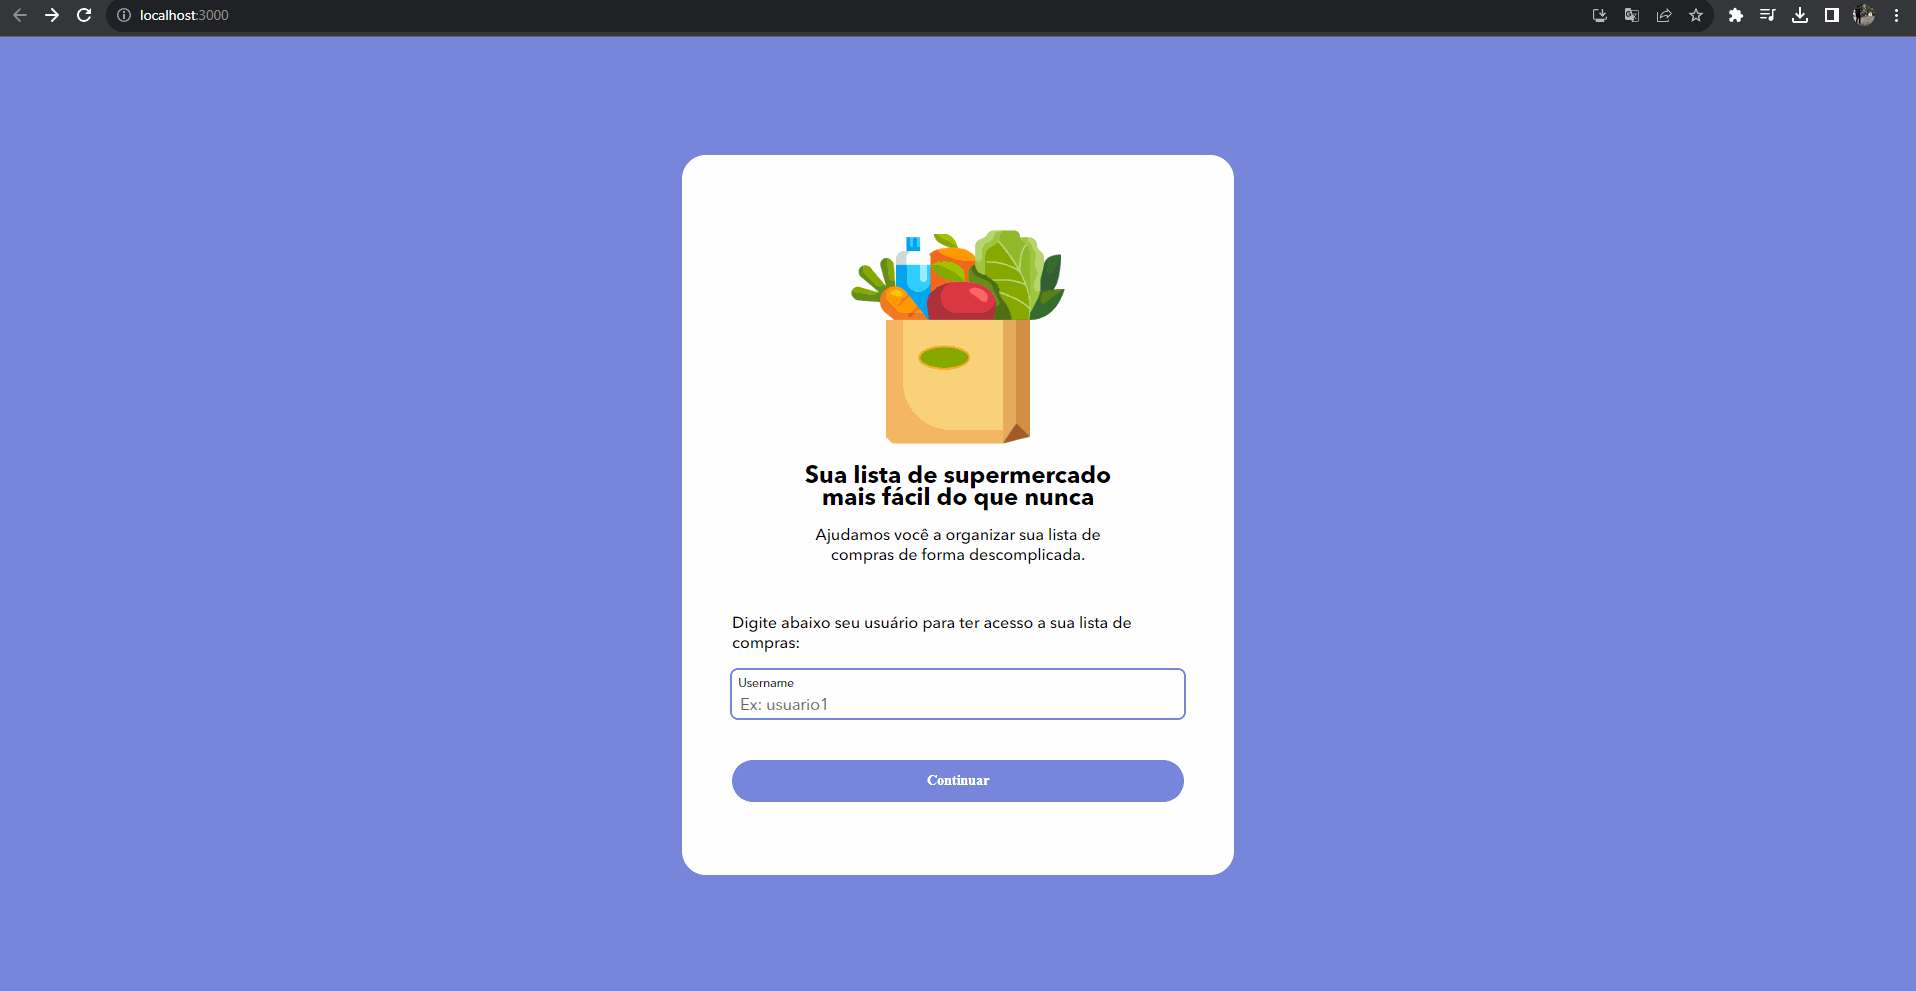 localhost:3000
Sua lista de supermercado
mais fácil do que nunca
Ajudamos você a organizar sua lista de
compras de forma descomplicada.
Digite abaixo seu usuário para ter acesso a sua lista de
compras:
Username
Ex: usuario1
Continuar